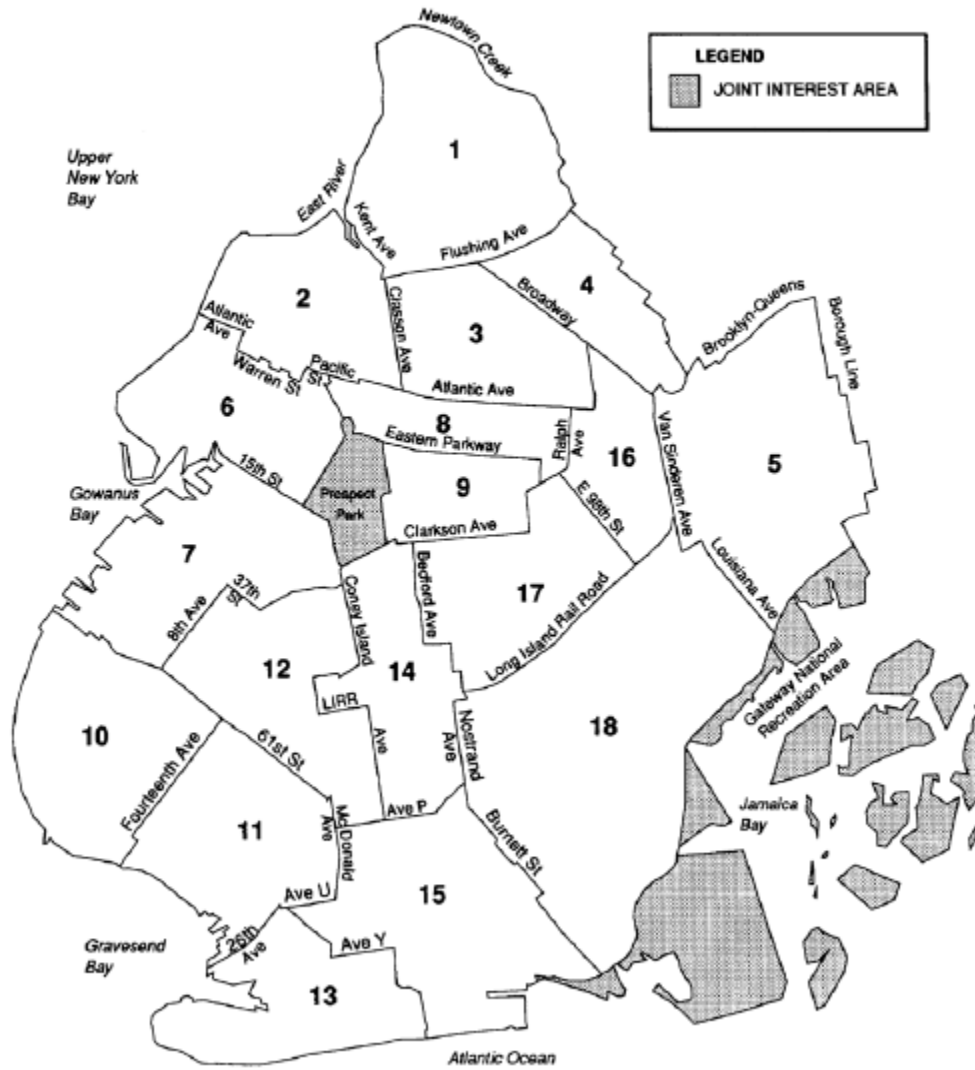 Newtown Creek
LEGEND
JOINT INTEREST AREA
1
Upper
New York
Bay
East River
Kent Ave
Flushing Ave
4
Broadway
2
Classon Ave
3
Brooklyn-Queens
Borough Line
Atlantic
Ave
Warren St
Pacific
St
Atlantic Ave
6
8
Eastern Parkway
Ralph
Ave
16
Van Sinderen Ave
5
15th St
9
E 98th St
Gowanus
Bay
Prospect
Park
Clarkson Ave
7
37th
St
8th Ave
Coney Island
Ave
Bedford Ave
17
Long Island Rail Road
Louisiana Ave
12
14
LIRR
10
61st St
Nostrand
Ave
18
Gateway National
Recreation Area
Fourteenth Ave
Ave P
Jamaica
Bay
11
McDonald
Ave
Burnett St
15
Ave U
26th
Ave
Ave Y
Gravesend
Bay
13
Atlantic Ocean